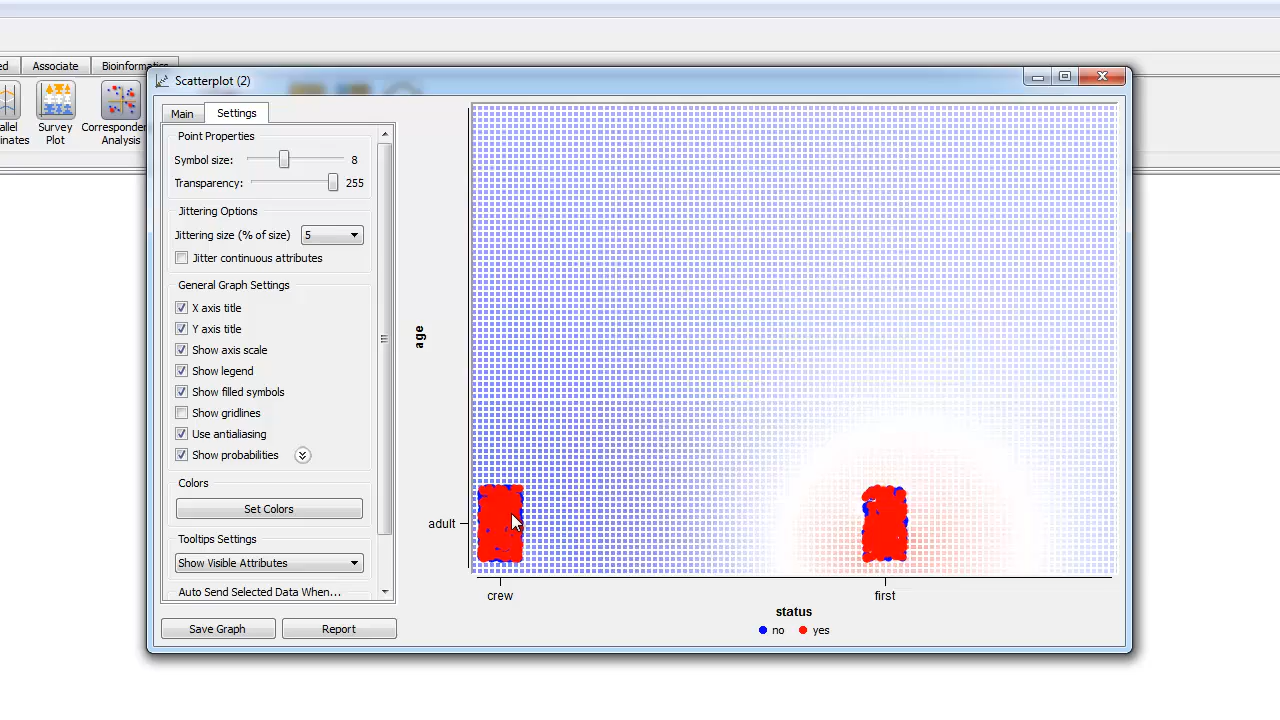 ed Associate Bioinformatics
Scatterplot (2)
allel Survey Corresponden
inates Plot Analysis
Main Settings
Point Properties
Symbol size: 8
Transparency: 255
Jittering Options
Jittering size (% of size) 5
Jitter continuous attributes
General Graph Settings
X axis title
Y axis title
Show axis scale
Show legend
Show filled symbols
Show gridlines
Use antialiasing
Show probabilities
Colors
Set Colors
Tooltips Settings
Show Visible Attributes
Auto Send Selected Data When...
Save Graph Report
age
adult
crew first
status
no yes